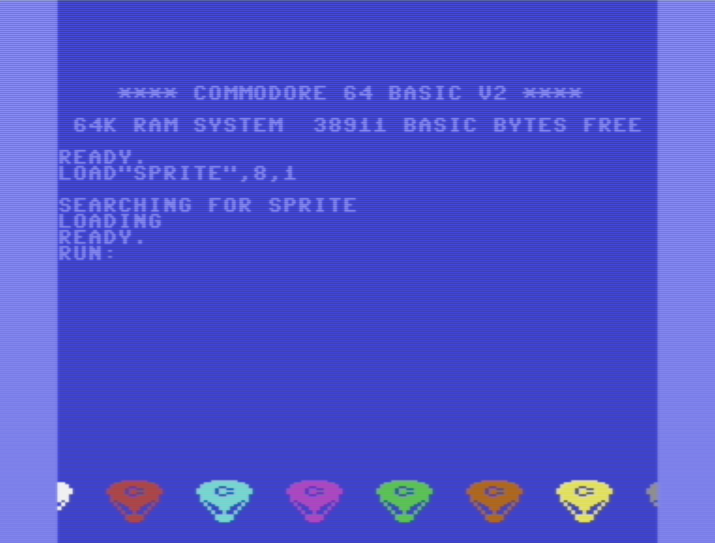 **** COMMODORE 64 BASIC V2 ****
64K RAM SYSTEM  38911 BASIC BYTES FREE
READY.
LOAD"SPRITE",8,1
SEARCHING FOR SPRITE
LOADING
READY.
RUN: